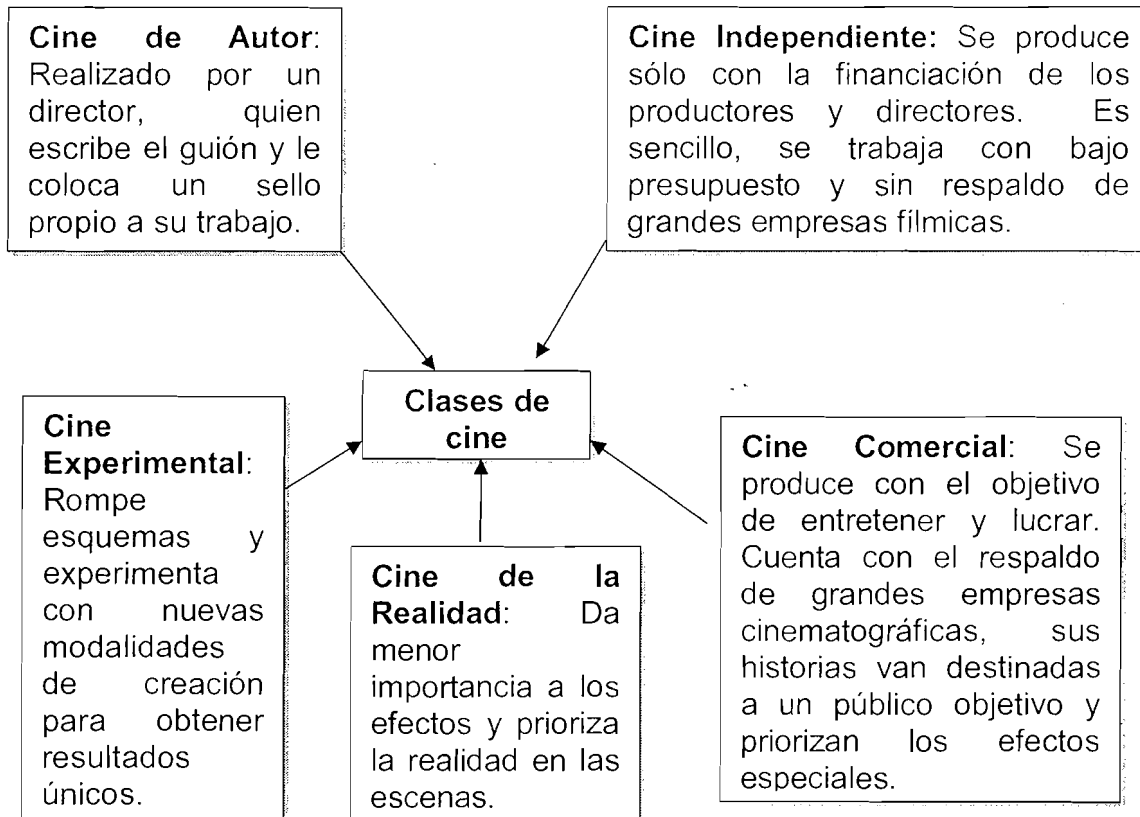 Cine de Autor:
Realizado por un
director, quien
escribe el guión y le
coloca un sello
propio a su trabajo.
Cine Independiente: Se produce
sólo con la financiación de los
productores y directores. Es
sencillo, se trabaja con bajo
presupuesto y sin respaldo de
grandes empresas fílmicas.
Clases de
cine
Cine
Experimental:
Rompe
esquemas y
experimenta
con nuevas
modalidades
de creación
para obtener
resultados
únicos.
Cine de la
Realidad: Da
menor
importancia a los
efectos y prioriza
la realidad en las
escenas.
Cine Comercial: Se
produce con el objetivo
de entretener y lucrar.
Cuenta con el respaldo
de grandes empresas
cinematográficas, sus
historias van destinadas
a un público objetivo y
priorizan los efectos
especiales.